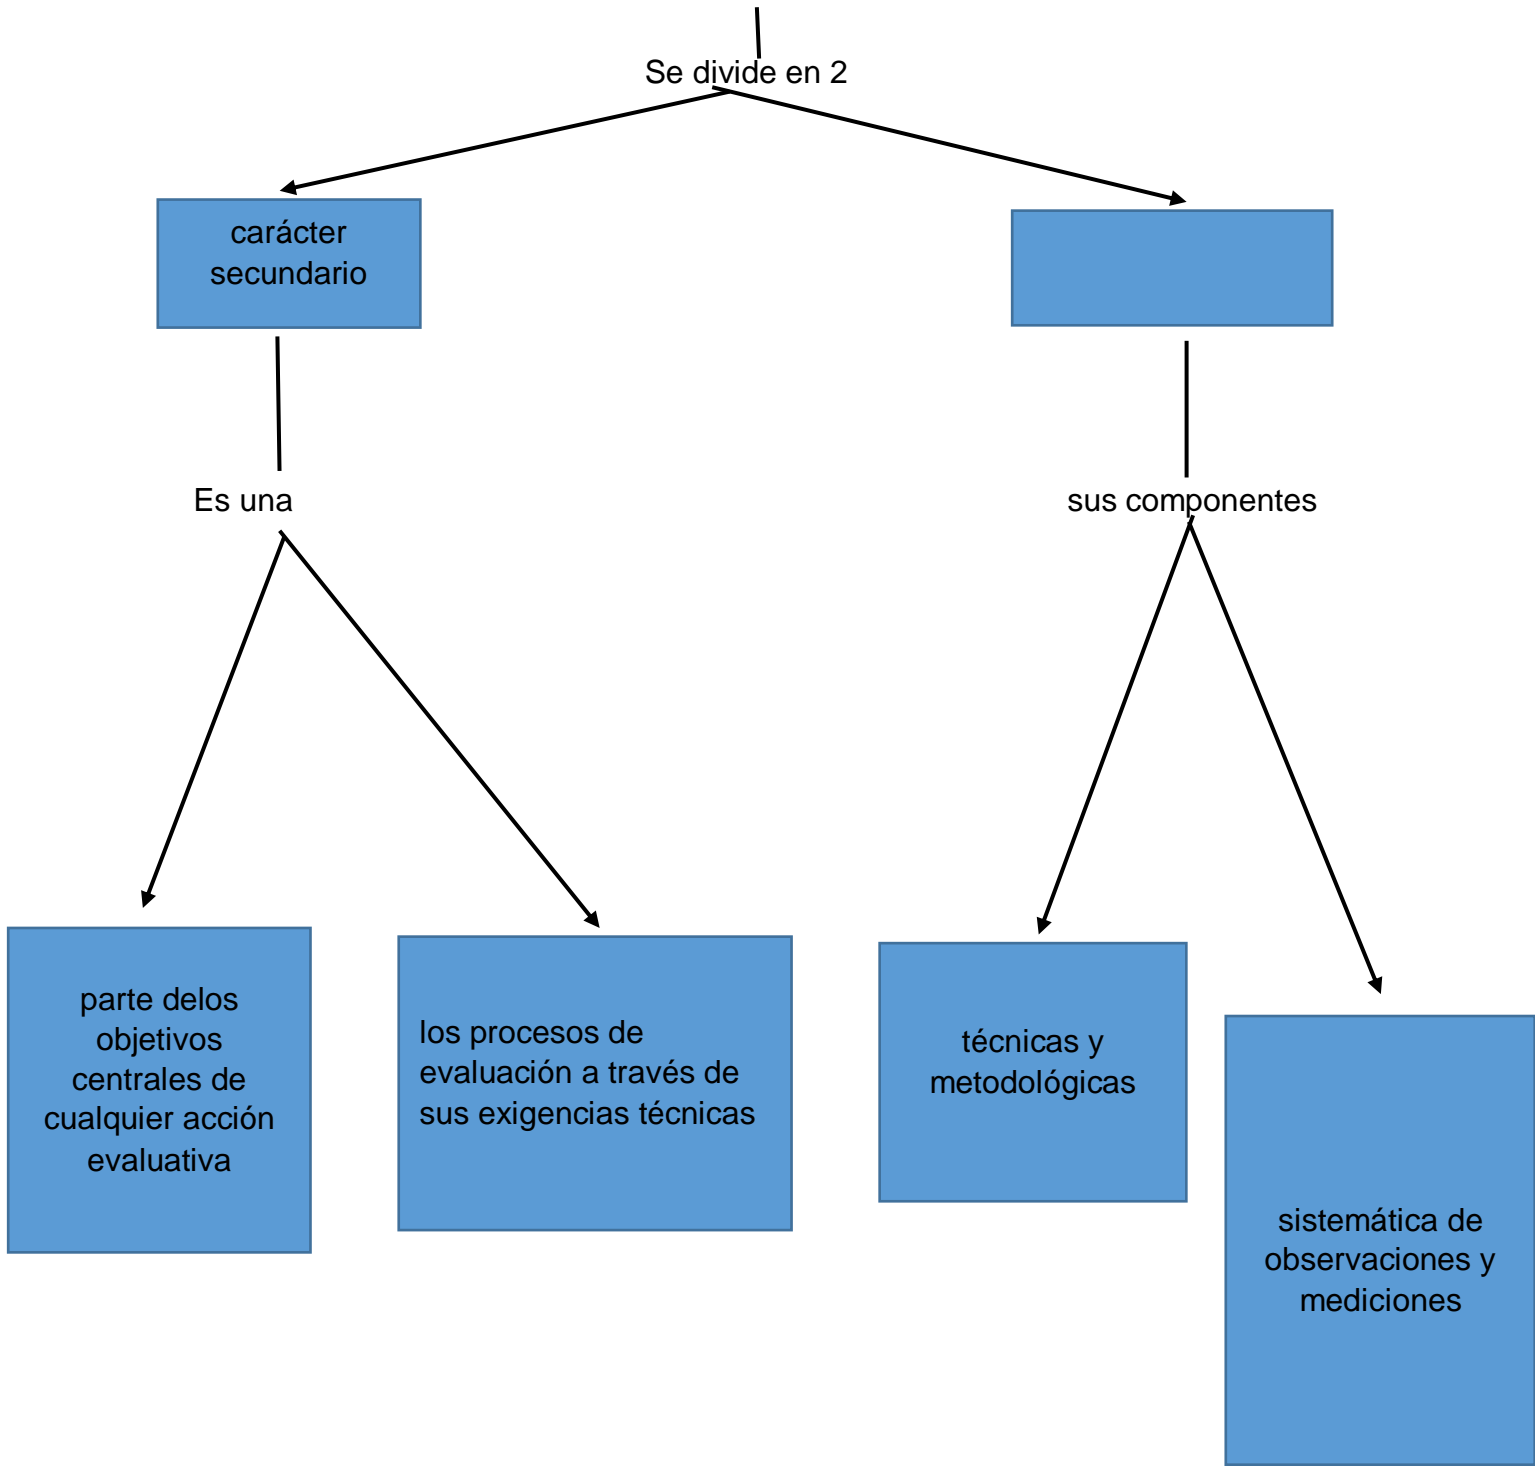 Se divide en 2
carácter
secundario
Es una
sus componentes
parte delos
objetivos
centrales de
cualquier acción
evaluativa
los procesos de
evaluación a través de
sus exigencias técnicas
técnicas y
metodológicas
sistemática de
observaciones y
mediciones